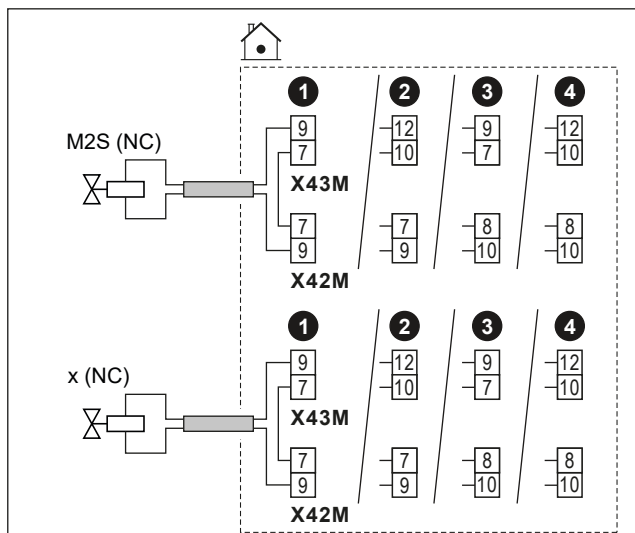 1 2 3 4
M2S (NC)
9 12 9 12
7 10 7 10
X43M
7 7 8 8
9 9 10 10
X42M
1 2 3 4
x (NC)
9 12 9 12
7 10 7 10
X43M
7 7 8 8
9 9 10 10
X42M